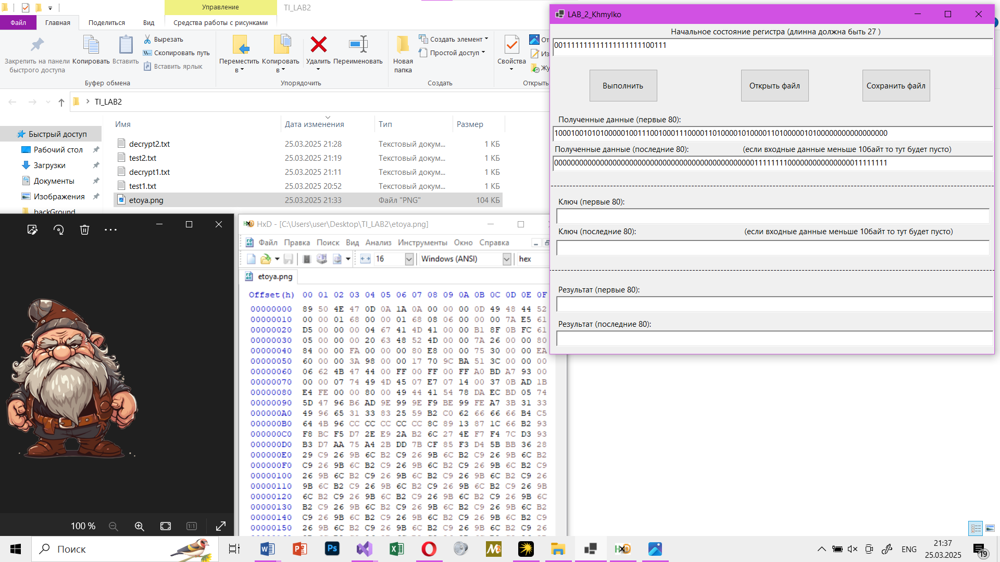 Управление
TI_LAB2
Файл
Главная
Поделиться
Вид
Средства работы с рисунками
Закрепить на панели быстрого доступа
Копировать
Вставить
Вырезать
Скопировать путь
Вставить ярлык
Буфер обмена
Переместить в
Копировать в
Удалить
Переименовать
Упорядочить
Новая папка
Создать элемент
Простой доступ
Создать
Свойства
Открыть
TI_LAB2
Имя
Дата изменения
Тип
Размер
Быстрый доступ
Рабочий стол
Загрузки
Документы
Изображения
backGround
decrypt2.txt 25.03.2025 21:28 Текстовый докум... 1 КБ
test2.txt 25.03.2025 21:19 Текстовый докум... 1 КБ
decrypt1.txt 25.03.2025 21:11 Текстовый докум... 1 КБ
test1.txt 25.03.2025 20:52 Текстовый докум... 1 КБ
etoya.png 25.03.2025 21:33 Файл "PNG" 104 КБ
100 %
HxD - [C:\Users\user\Desktop\TI_LAB2\etoya.png]
Файл Правка Поиск Вид Анализ Инструменты Окно Справка
16 Windows (ANSI) hex
etoya.png
Offset(h) 00 01 02 03 04 05 06 07 08 09 0A 0B 0C 0D 0E 0F
00000000 89 50 4E 47 0D 0A 1A 0A 00 00 00 0D 49 48 44 52
00000010 00 00 01 68 00 00 01 68 08 06 00 00 00 7A E5 61
00000020 D5 00 00 00 04 67 41 4D 41 00 00 B1 8F 0B FC 61
00000030 05 00 00 00 20 63 48 52 4D 00 00 7A 26 00 00 80
00000040 84 00 00 FA 00 00 00 80 E8 00 00 75 30 00 00 EA
00000050 60 00 00 3A 98 00 00 17 70 9C BA 51 3C 00 00 00
00000060 06 62 4B 47 44 00 FF 00 FF 00 FF A0 BD A7 93 00
00000070 00 00 07 74 49 4D 45 07 E7 07 14 00 37 0B AD 1B
00000080 E4 FE 00 00 80 00 49 44 41 54 78 DA EC BD 05 74
00000090 5D 47 96 B6 AD 9E 99 9E F9 BE 99 FE A7 3B 31 33
000000A0 49 96 65 31 33 83 25 59 B2 C0 62 66 66 66 B4 C5
000000B0 64 4B 96 CC CC CC CC CC 8C 89 13 87 1C 66 B2 93
000000C0 F8 BC F5 D7 2E E9 2A B2 6C 27 4E F7 F4 7C D3 93
000000D0 B3 D7 AA 75 A4 2B DD 7B CF 85 F3 D4 5B BB 36 28
000000E0 29 C9 26 9B 6C B2 C9 26 9B 6C B2 C9 26 9B 6C B2
000000F0 C9 26 9B 6C B2 C9 26 9B 6C B2 C9 26 9B 6C B2 C9
00000100 26 9B 6C B2 C9 26 9B 6C B2 C9 26 9B 6C B2 C9 26
00000110 9B 6C B2 C9 26 9B 6C B2 C9 26 9B 6C B2 C9 26 9B
00000120 6C B2 C9 26 9B 6C B2 C9 26 9B 6C B2 C9 26 9B 6C
00000130 B2 C9 26 9B 6C B2 C9 26 9B 6C B2 C9 26 9B 6C B2
00000140 C9 26 9B 6C B2 C9 26 9B 6C B2 C9 26 9B 6C B2 C9
00000150 26 9B 6C B2 C9 26 9B 6C B2 C9 26 9B 6C B2 C9 26
LAB_2_Khmylko
Начальное состояние регистра (длинна должна быть 27 )
001111111111111111111100111
Выполнить
Открыть файл
Сохранить файл
Полученные данные (первые 80):
10001001010100000100111001000111000011010000101000011010000010100000000000000000
Полученные данные (последние 80): (если входные данные меньше 10байт то тут будет пусто)
00000000000000000000000000000000000000000000000011111111000000000000000011111111
Ключ (первые 80):
Ключ (последние 80): (если входные данные меньше 10байт то тут будет пусто)
Результат (первые 80):
Результат (последние 80):
Поиск
ENG
21:37
25.03.2025
19